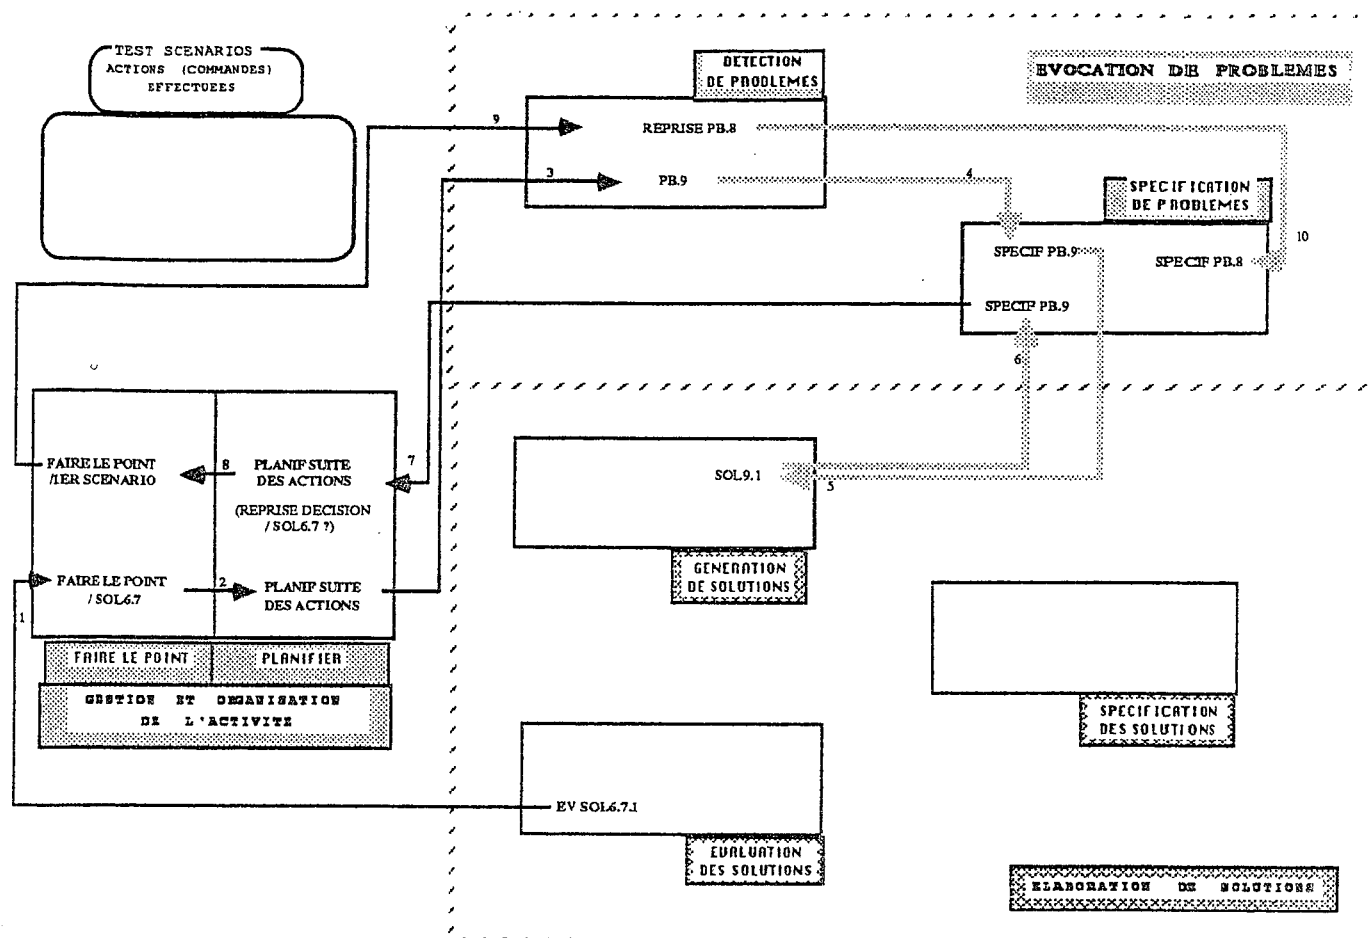 TEST SCENARIOS
ACTIONS (COMMANDES)
EFFECTUEES
DETECTION
DE PROBLEMES
EVOCATION DE PROBLEMES
9
REPRISE PB.8
3
PB.9
4
SPECIFICATION
DE PROBLEMES
SPECIF PB.9
10
SPECIF PB.8
SPECIF PB.9
6
FAIRE LE POINT
/1ER SCENARIO
8
PLANIF SUITE
DES ACTIONS
(REPRISE DECISION
/ SOL6.7 ?)
7
SOL9.1
5
GENERATION
DE SOLUTIONS
FAIRE LE POINT
/ SOL6.7
2
PLANIF SUITE
DES ACTIONS
1
FAIRE LE POINT
PLANIFIER
GESTION ET ORGANISATION
DE L'ACTIVITE
SPECIFICATION
DES SOLUTIONS
EV SOL6.7.1
EVALUATION
DES SOLUTIONS
ELABORATION DE SOLUTIONS